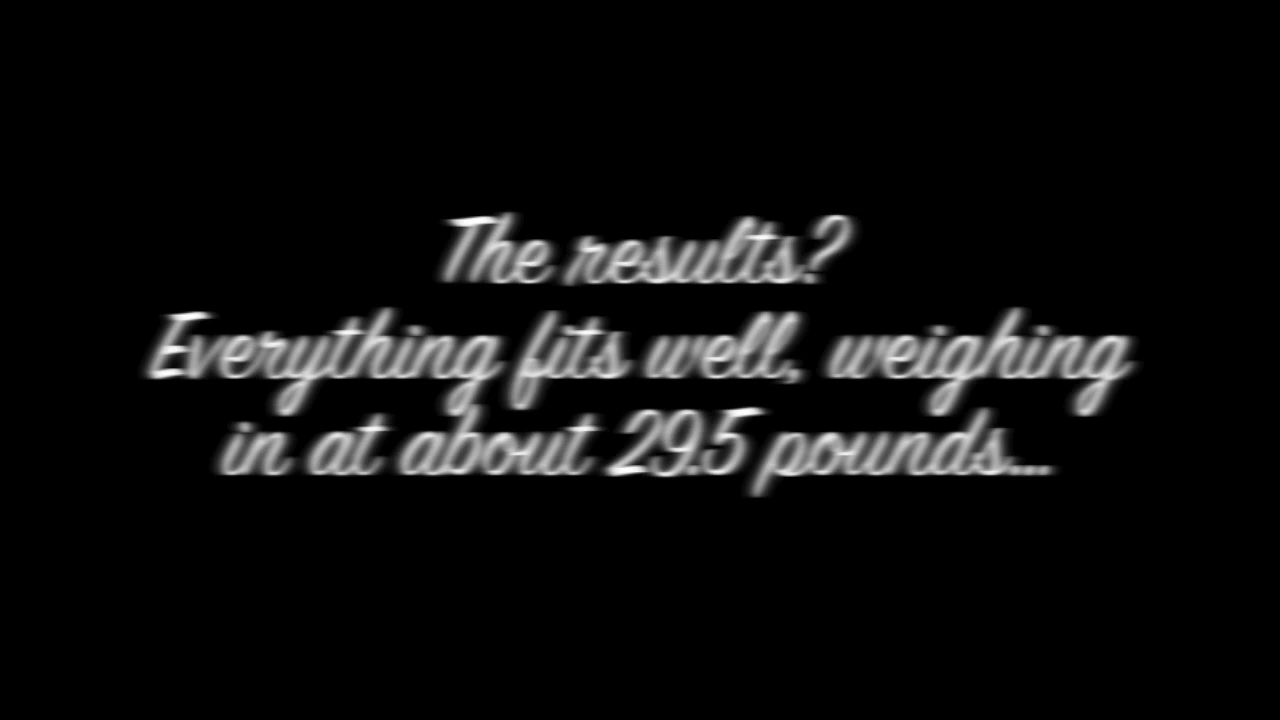 The results?
Everything fits well, weighing
in at about 29.5 pounds...